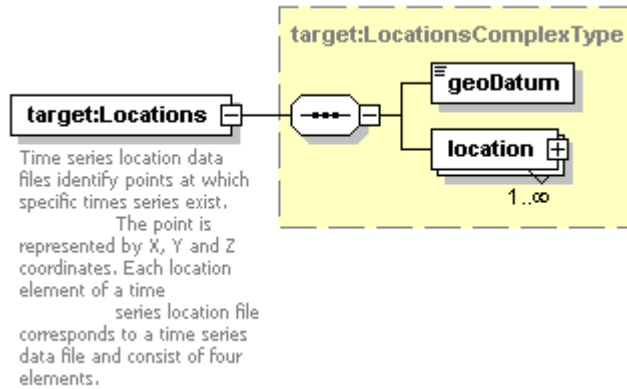 target:LocationsComplexType
geoDatum
target:Locations
location
1..∞
Time series location data
files identify points at which
specific times series exist.
The point is
represented by X, Y and Z
coordinates. Each location
element of a time
series location file
corresponds to a time series
data file and consist of four
elements.